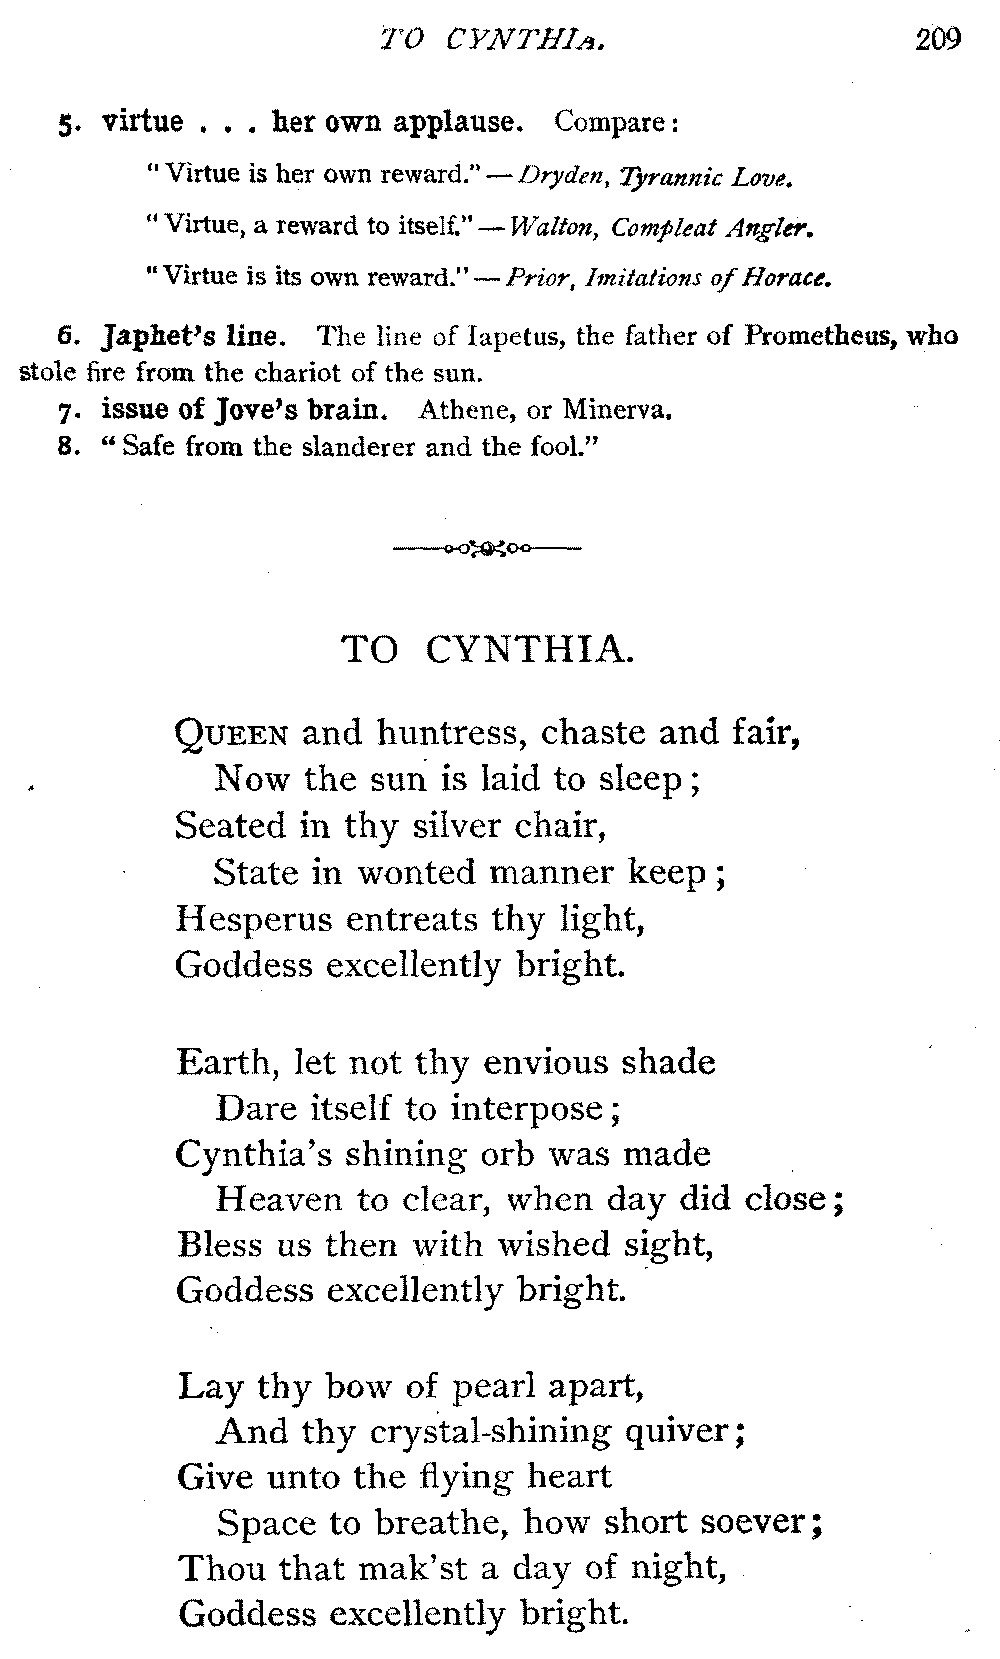 TO CYNTHIA.
209
5. virtue . . . her own applause. Compare:
"Virtue is her own reward."—Dryden, Tyrannic Love.
"Virtue, a reward to itself."—Walton, Compleat Angler.
"Virtue is its own reward."—Prior, Imitations of Horace.
6. Japhet's line. The line of Iapetus, the father of Prometheus, who
stole fire from the chariot of the sun.
7. issue of Jove's brain. Athene, or Minerva.
8. "Safe from the slanderer and the fool."
TO CYNTHIA.
QUEEN and huntress, chaste and fair,
Now the sun is laid to sleep;
Seated in thy silver chair,
State in wonted manner keep;
Hesperus entreats thy light,
Goddess excellently bright.
Earth, let not thy envious shade
Dare itself to interpose;
Cynthia's shining orb was made
Heaven to clear, when day did close;
Bless us then with wished sight,
Goddess excellently bright.
Lay thy bow of pearl apart,
And thy crystal-shining quiver;
Give unto the flying heart
Space to breathe, how short soever;
Thou that mak'st a day of night,
Goddess excellently bright.